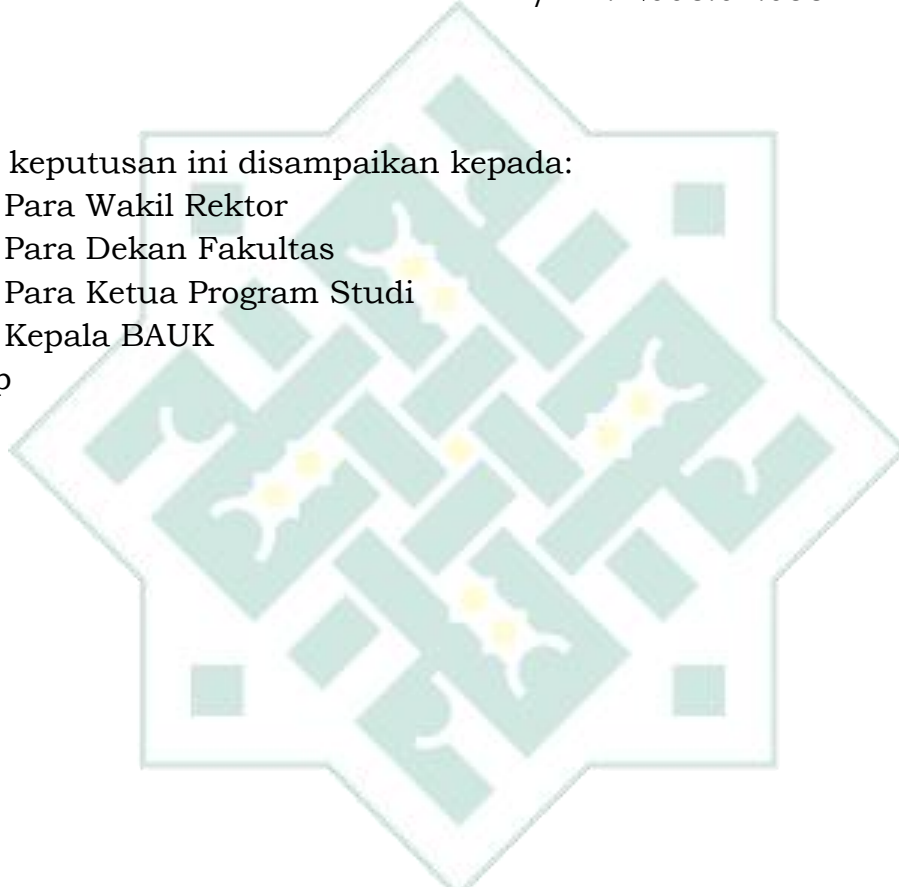 keputusan ini disampaikan kepada:
Para Wakil Rektor
Para Dekan Fakultas
Para Ketua Program Studi
Kepala BAUK
p